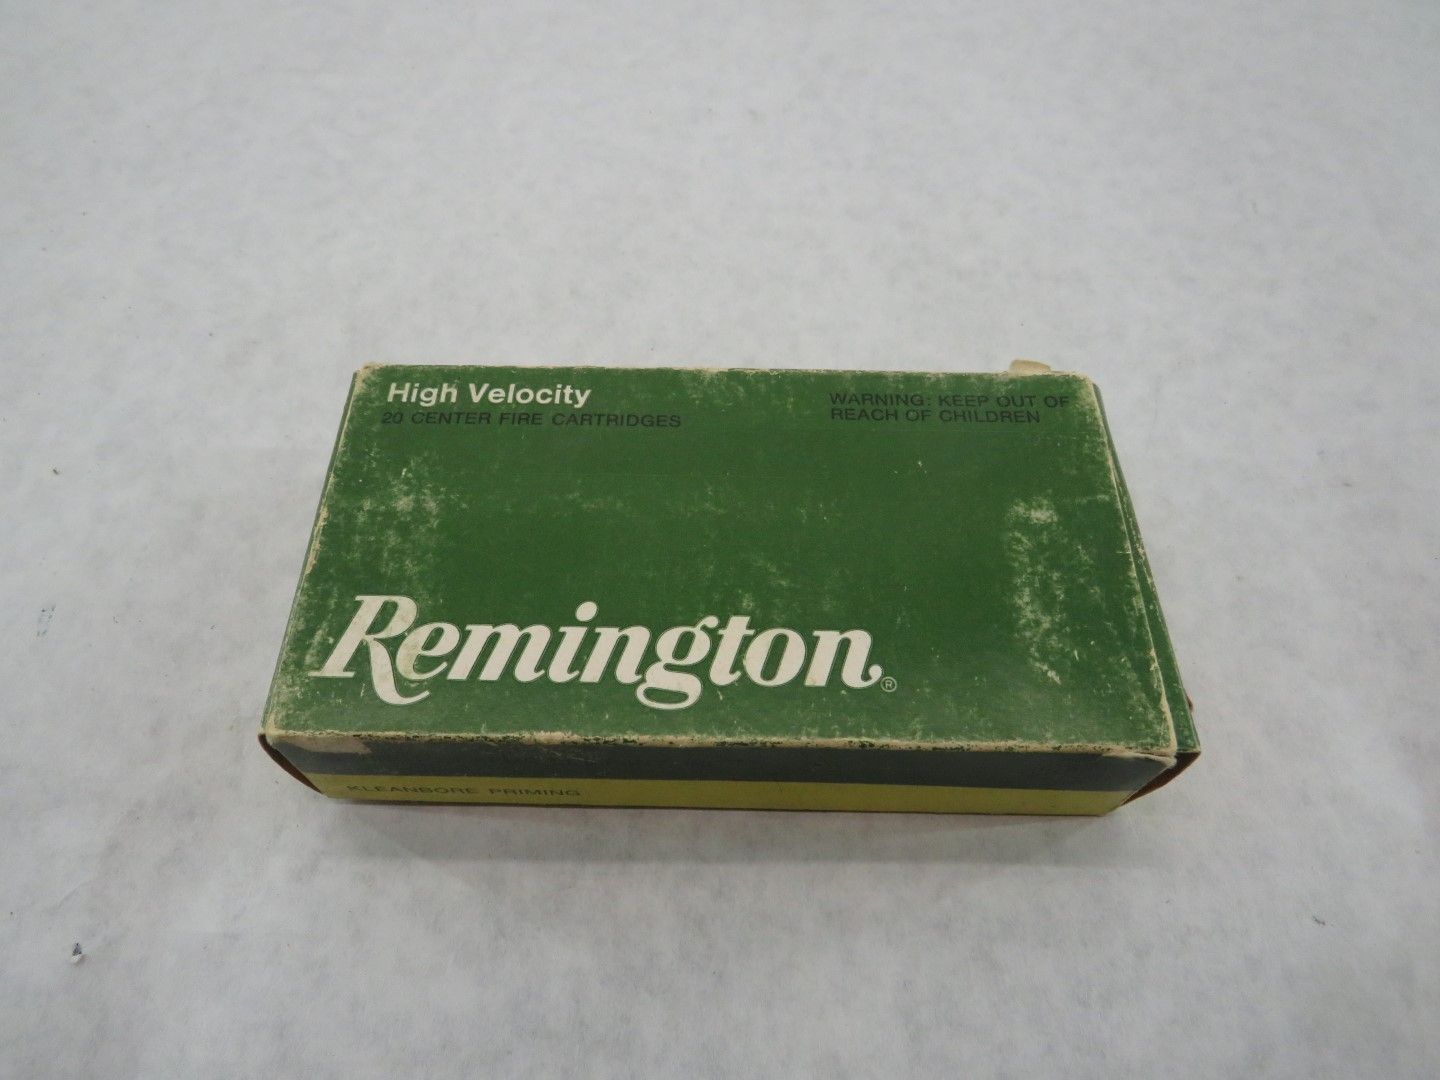 High Velocity
20 CENTER FIRE CARTRIDGES
WARNING: KEEP OUT OF
REACH OF CHILDREN
Remington®
KLEANBORE PRIMING